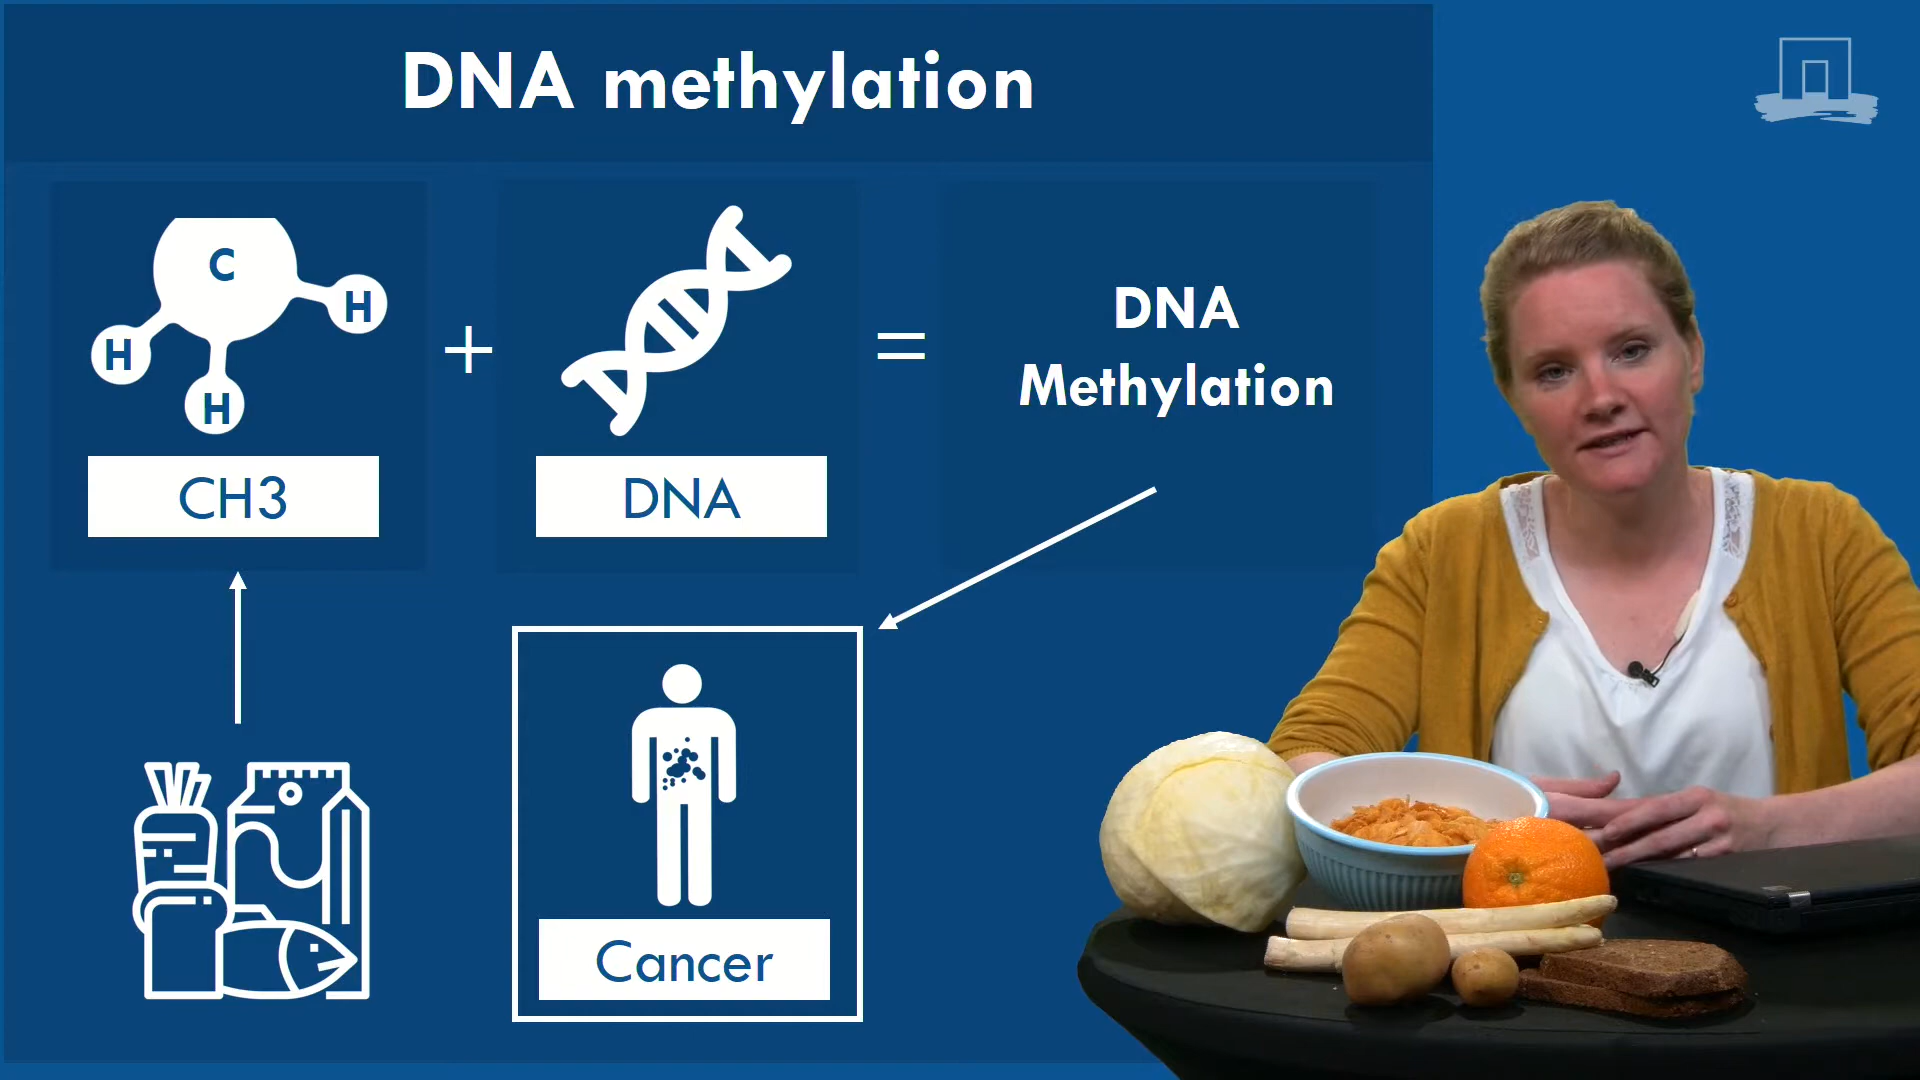 DNA methylation
C
H
H
H
CH3
+
DNA
=
DNA
Methylation
Cancer